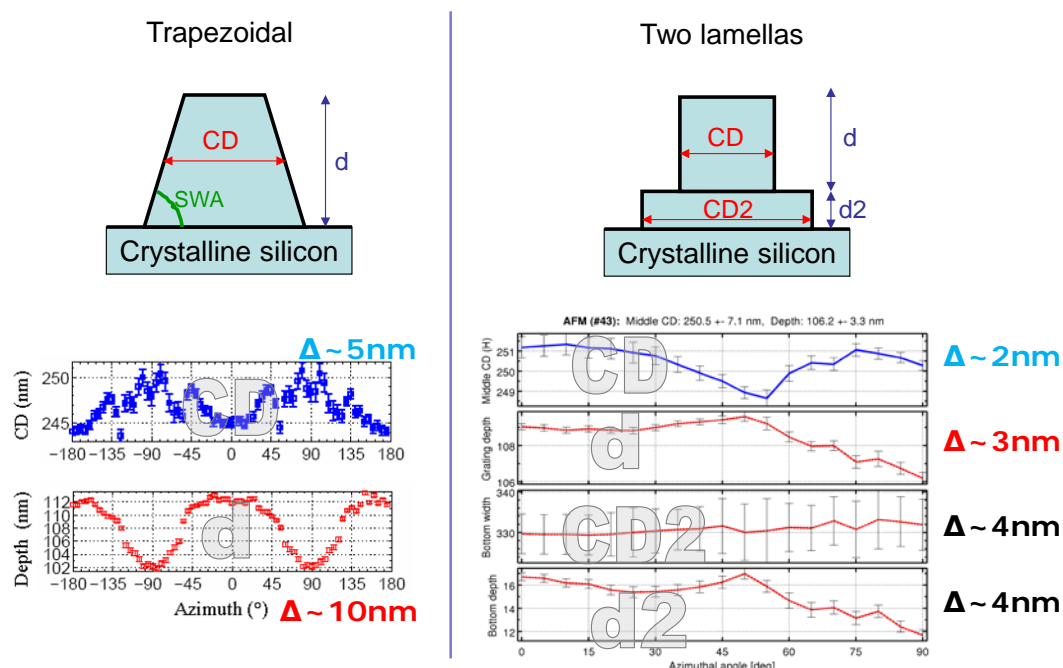 Trapezoidal
CD
d
SWA
Crystalline silicon
Δ~5nm
CD (nm)
250
245
CD
−180−135 −90 −45 0 45 90 135 180
Depth (nm)
112
110
108
106
104
102
d
−180−135 −90 −45 0 45 90 135 180
Azimuth (°)
Δ~10nm
Two lamellas
CD
d
CD2
d2
Crystalline silicon
AFM (#43): Middle CD: 250.5 +- 7.1 nm, Depth: 106.2 +- 3.3 nm
Middle CD (H)
251
250
249
CD
Δ~2nm
Grating depth
108
106
d
Δ~3nm
Bottom width
340
330
CD2
Δ~4nm
Bottom depth
16
14
12
d2
Δ~4nm
0 15 30 45 60 75 90
Azimuthal angle [deg]